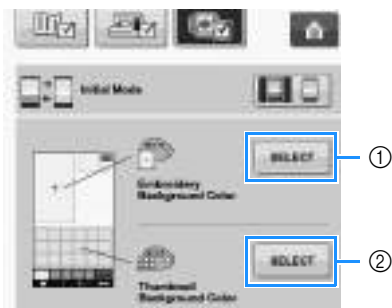 Initial Mode
SELECT
①
Embroidery
Background Color
SELECT
②
Thumbnail
Background Color